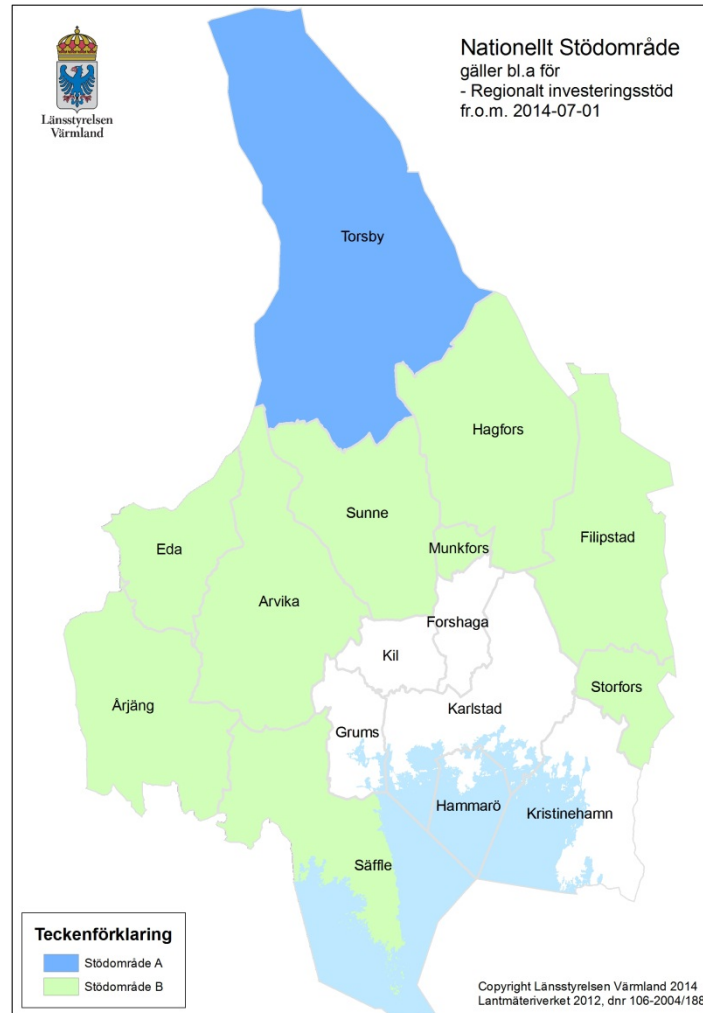 Länsstyrelsen
Värmland
Nationellt Stödområde
gäller bl.a för
- Regionalt investeringsstöd
fr.o.m. 2014-07-01
Torsby
Hagfors
Sunne
Filipstad
Eda
Munkfors
Arvika
Forshaga
Kil
Storfors
Årjäng
Karlstad
Grums
Hammarö
Kristinehamn
Säffle
Teckenförklaring
Stödområde A
Stödområde B
Copyright Länsstyrelsen Värmland 2014
Lantmäteriverket 2012, dnr 106-2004/188